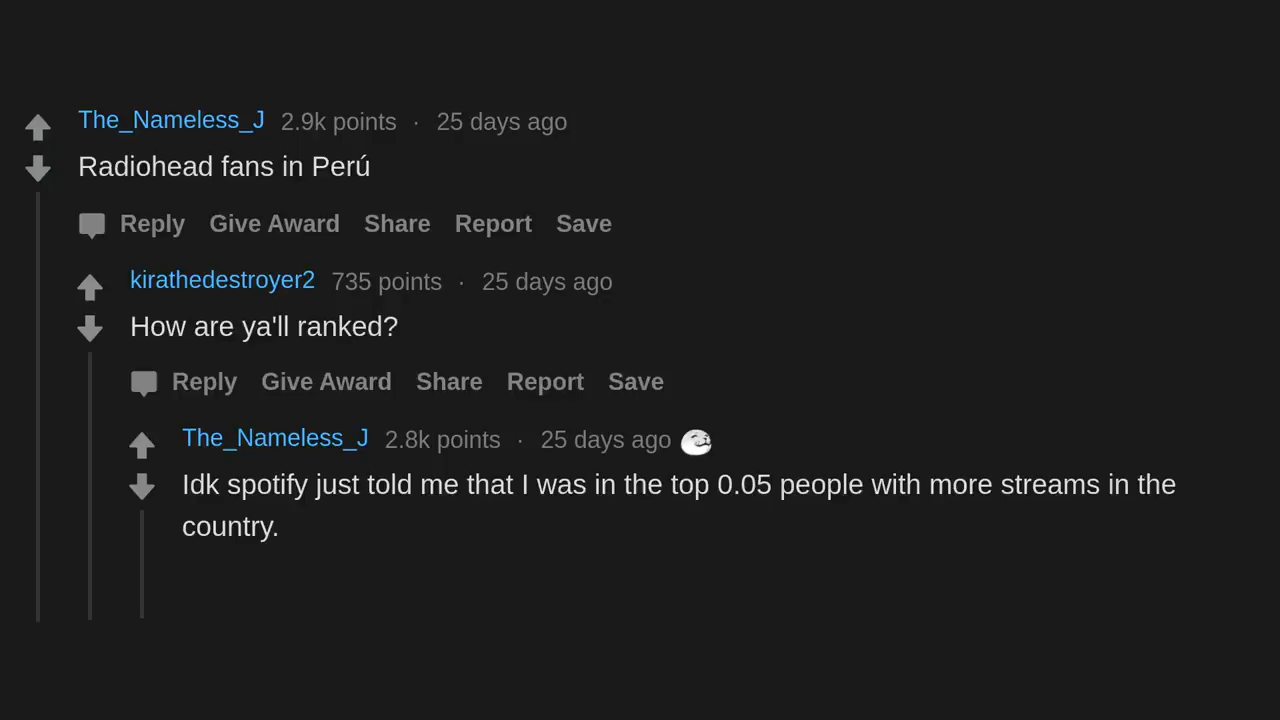 The_Nameless_J 2.9k points · 25 days ago
Radiohead fans in Perú
Reply Give Award Share Report Save
kirathedestroyer2 735 points · 25 days ago
How are ya'll ranked?
Reply Give Award Share Report Save
The_Nameless_J 2.8k points · 25 days ago
Idk spotify just told me that I was in the top 0.05 people with more streams in the
country.